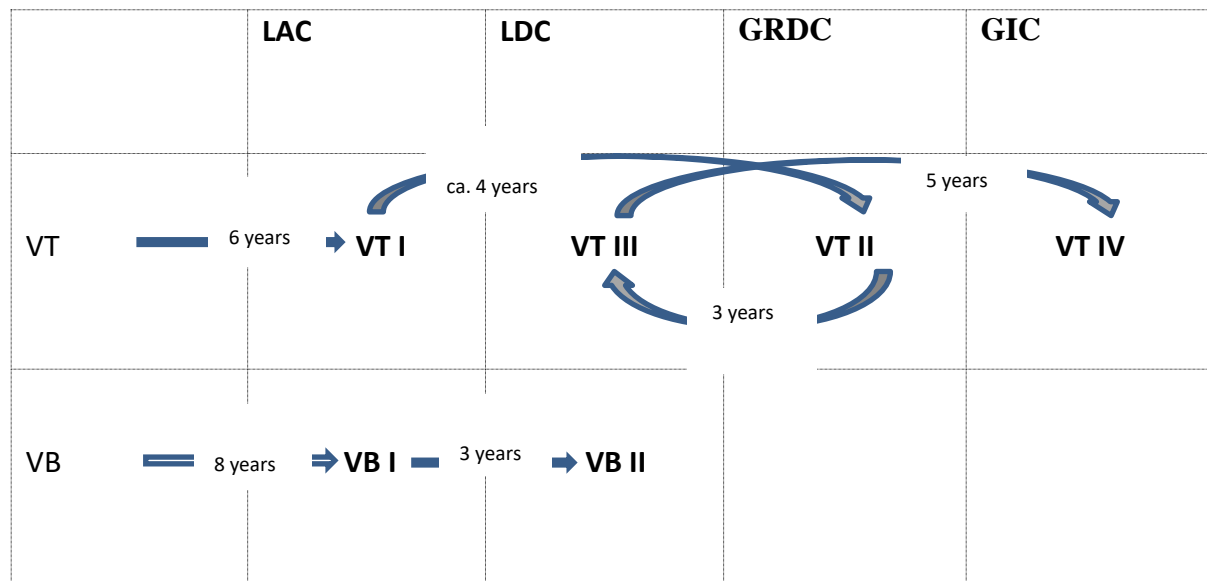 LAC LDC GRDC GIC
ca. 4 years 5 years
VT 6 years VT I VT III VT II VT IV
3 years
VB 8 years VB I 3 years VB II